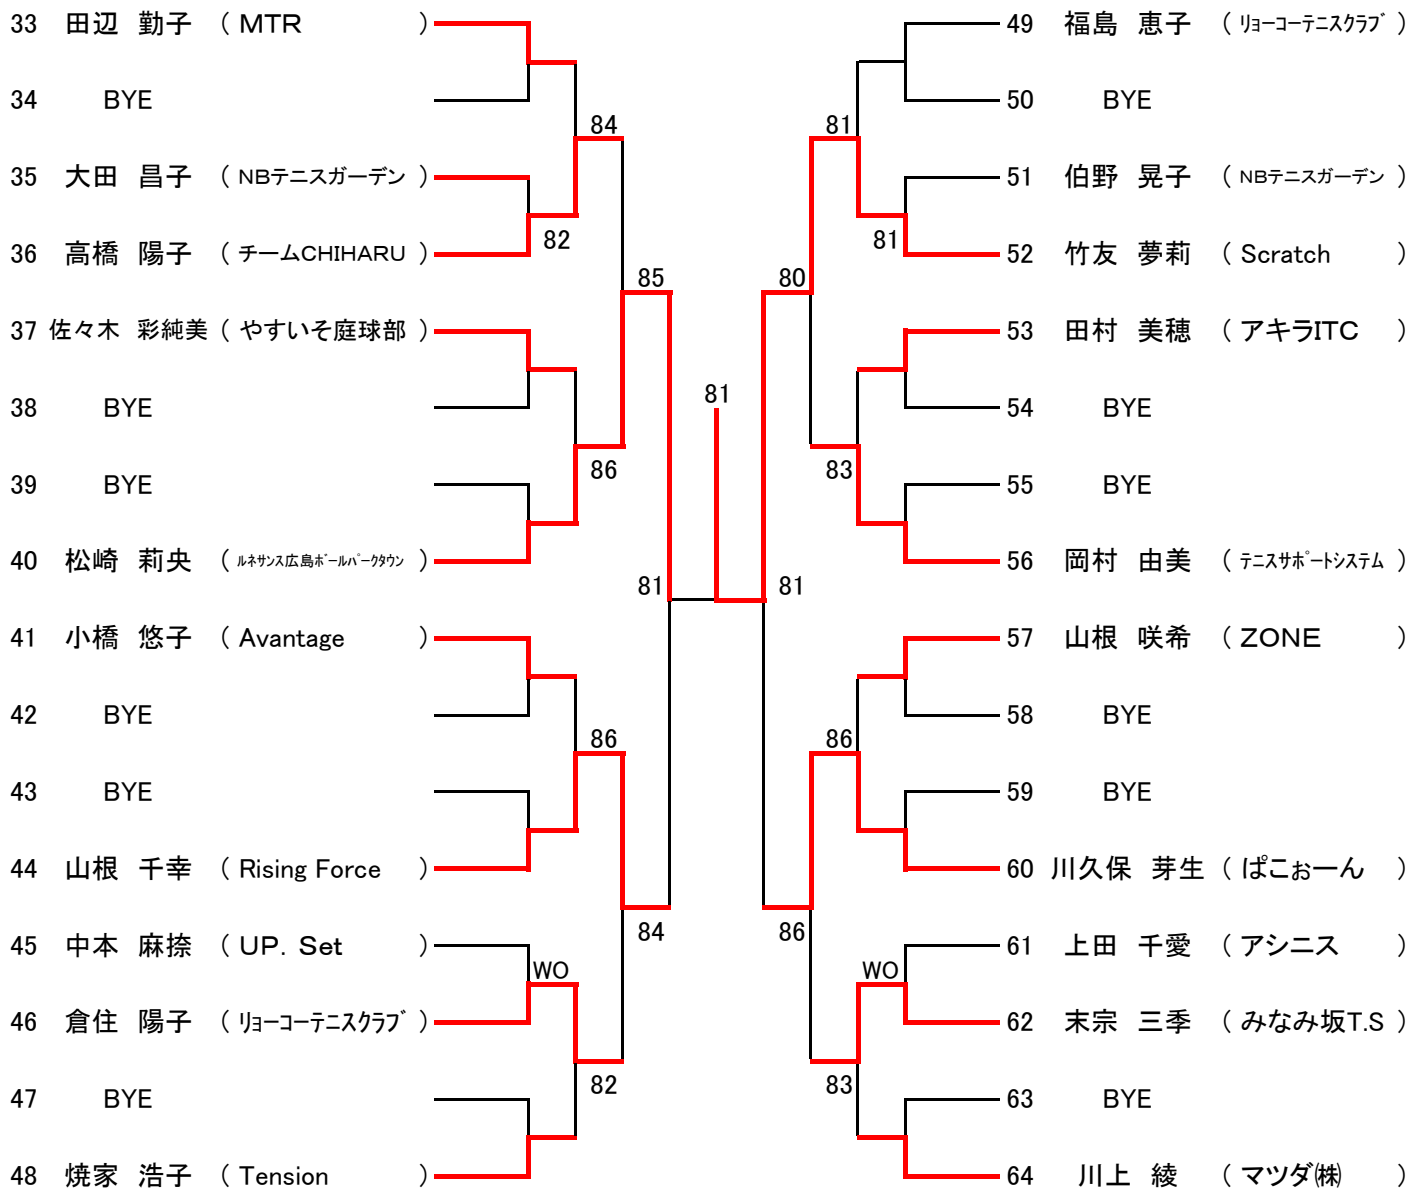 33 田辺 勤子 ( MTR )
34 BYE
84
35 大田 昌子 ( NBテニスガーデン )
82
36 高橋 陽子 ( チームCHIHARU )
85
37 佐々木 彩純美 ( やすいそ庭球部 )
38 BYE
86
39 BYE
40 松崎 莉央 ( ルネサンス広島ボールパークタウン )
81
41 小橋 悠子 ( Avantage )
42 BYE
86
43 BYE
44 山根 千幸 ( Rising Force )
84
45 中本 麻捺 ( UP. Set )
WO
46 倉住 陽子 ( リョーコーテニスクラブ )
82
47 BYE
48 焼家 浩子 ( Tension )
81
49 福島 恵子 ( リョーコーテニスクラブ )
50 BYE
81
51 伯野 晃子 ( NBテニスガーデン )
81
52 竹友 夢莉 ( Scratch )
80
53 田村 美穂 ( アキラITC )
54 BYE
83
55 BYE
56 岡村 由美 ( テニスサポートシステム )
81
57 山根 咲希 ( ZONE )
58 BYE
86
59 BYE
60 川久保 芽生 ( ぱこぉーん )
86
61 上田 千愛 ( アシニス )
WO
62 末宗 三季 ( みなみ坂T.S )
83
63 BYE
64 川上 綾 ( マツダ㈱ )